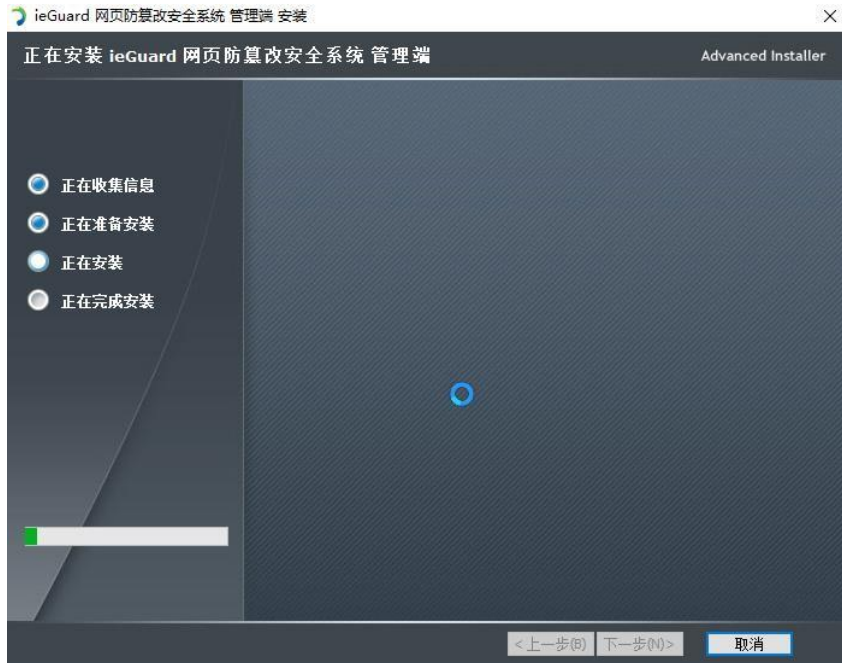 ieGuard 网页防篡改安全系统 管理端 安装
正在安装 ieGuard 网页防篡改安全系统 管理端
Advanced Installer
正在收集信息
正在准备安装
正在安装
正在完成安装
<上一步(B) 下一步(N)> 取消